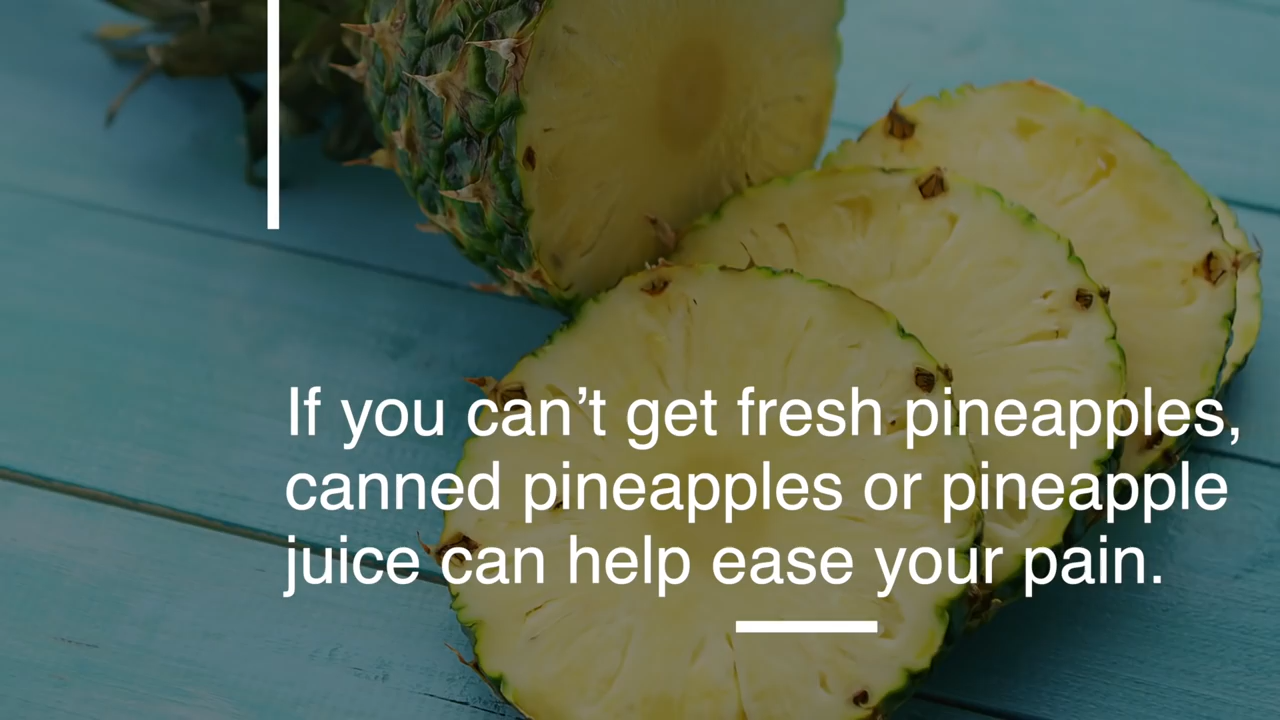 If you can’t get fresh pineapples,
canned pineapples or pineapple
juice can help ease your pain.